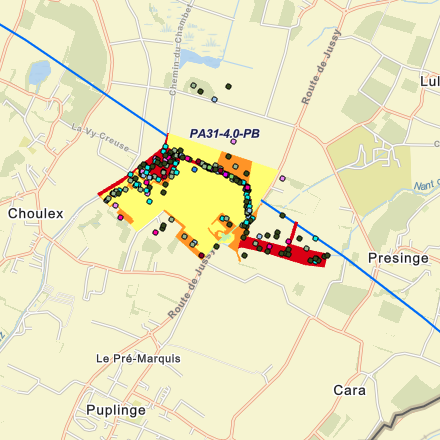 Chemin du Chambet
Route de Jussy
Lul
PA31-4.0-PB
La-Vy Creuse
Nant
Choulex
Presinge
Route de Jussy
Le Pré-Marquis
Cara
Puplinge